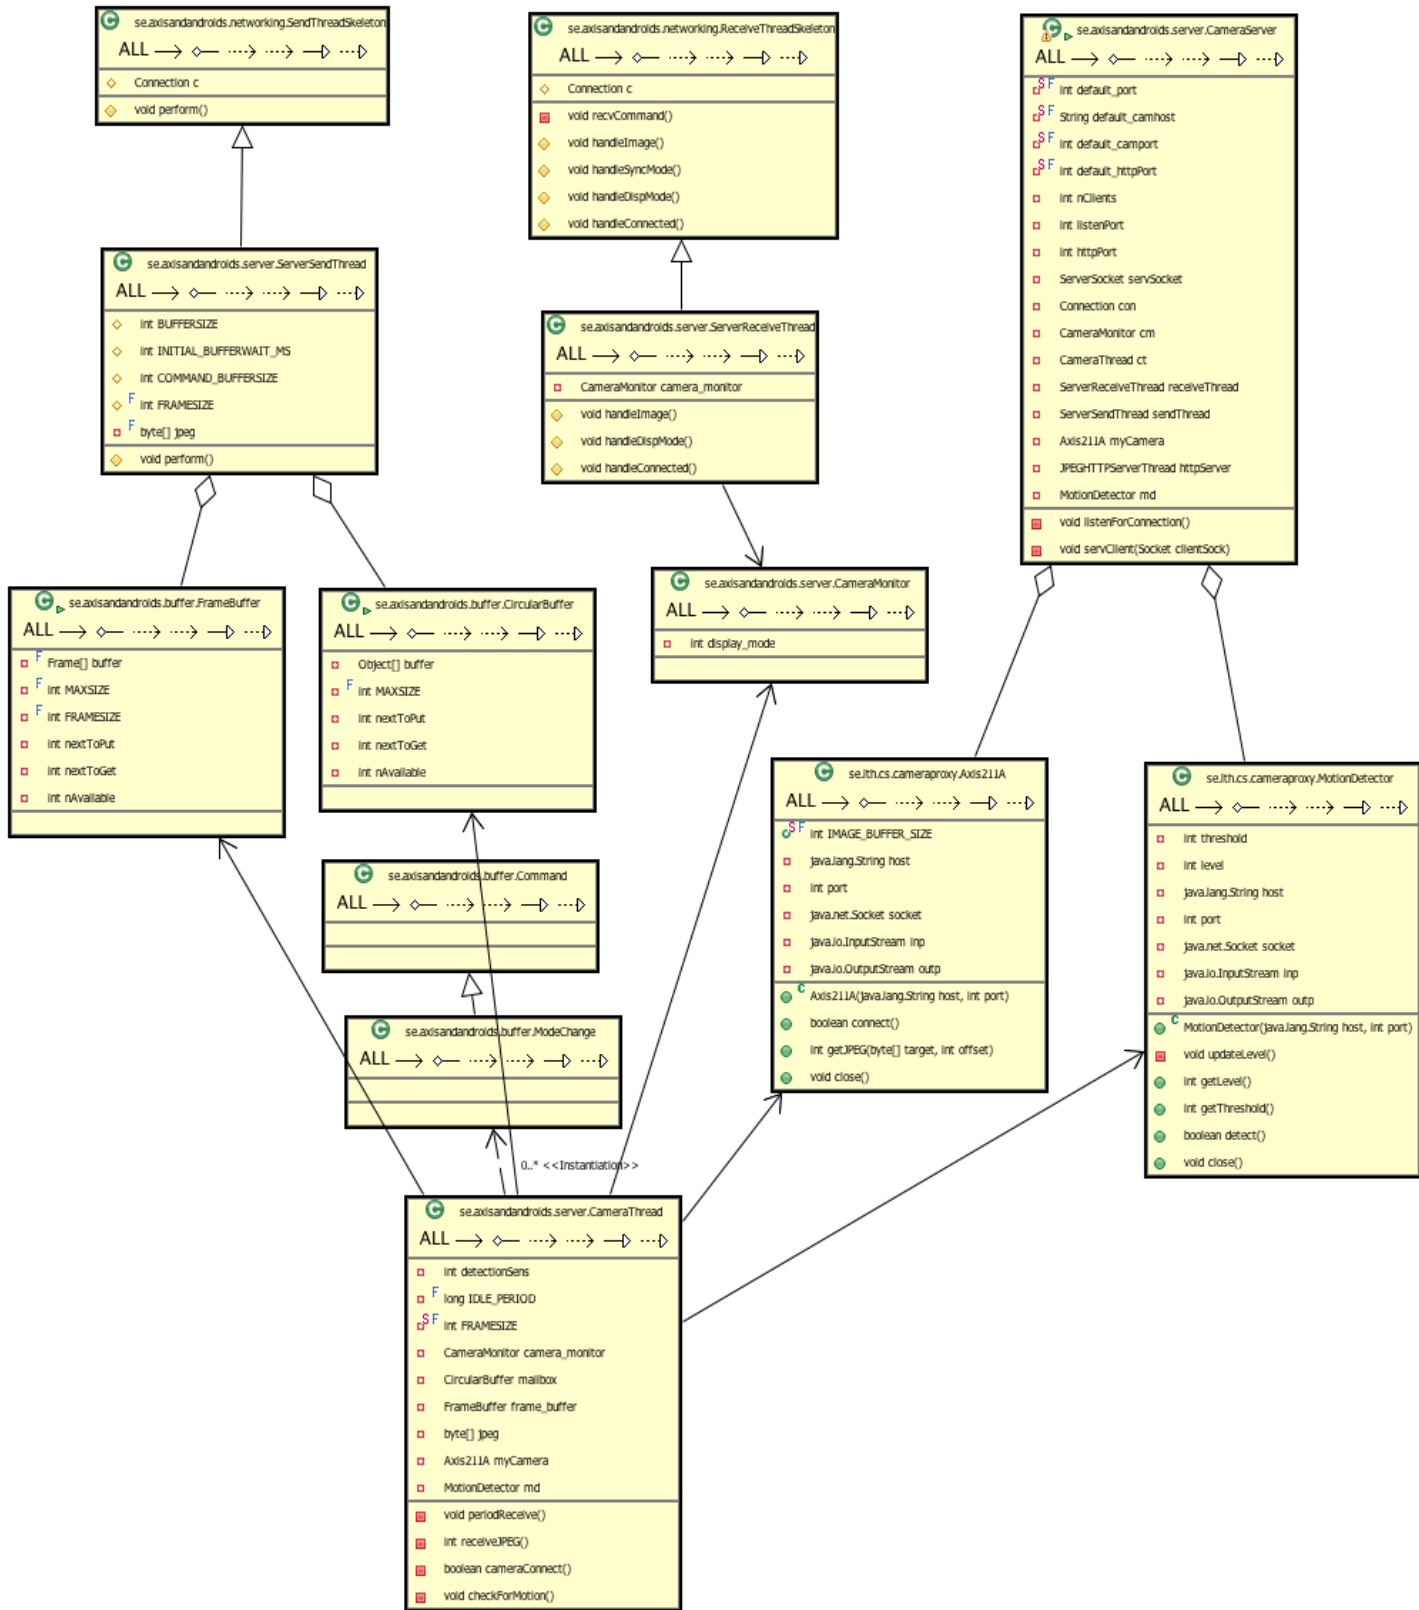 se.axisandandroids.networking.SendThreadSkeleton
ALL
Connection c
void perform()
se.axisandandroids.networking.ReceiveThreadSkeleton
ALL
Connection c
void recvCommand()
void handleImage()
void handleSyncMode()
void handleDispMode()
void handleConnected()
se.axisandandroids.server.CameraServer
ALL
int default_port
String default_camhost
int default_camport
int default_httpPort
int nClients
int listenPort
int httpPort
ServerSocket servSocket
Connection con
CameraMonitor cm
CameraThread ct
ServerReceiveThread receiveThread
ServerSendThread sendThread
Axis211A myCamera
JPEGHTTPServerThread httpServer
MotionDetector md
void listenForConnection()
void servClient(Socket clientSock)
se.axisandandroids.server.ServerSendThread
ALL
int BUFFERSIZE
int INITIAL_BUFFERWAIT_MS
int COMMAND_BUFFERSIZE
int FRAMESIZE
byte[] jpeg
void perform()
se.axisandandroids.server.ServerReceiveThread
ALL
CameraMonitor camera_monitor
void handleImage()
void handleDispMode()
void handleConnected()
se.axisandandroids.buffer.FrameBuffer
ALL
Frame[] buffer
int MAXSIZE
int FRAMESIZE
int nextToPut
int nextToGet
int nAvailable
se.axisandandroids.buffer.CircularBuffer
ALL
Object[] buffer
int MAXSIZE
int nextToPut
int nextToGet
int nAvailable
se.axisandandroids.server.CameraMonitor
ALL
int display_mode
se.lth.cs.cameraproxy.Axis211A
ALL
int IMAGE_BUFFER_SIZE
java.lang.String host
int port
java.net.Socket socket
java.io.InputStream inp
java.io.OutputStream outp
Axis211A(java.lang.String host, int port)
boolean connect()
int getJPEG(byte[] target, int offset)
void close()
se.lth.cs.cameraproxy.MotionDetector
ALL
int threshold
int level
java.lang.String host
int port
java.net.Socket socket
java.io.InputStream inp
java.io.OutputStream outp
MotionDetector(java.lang.String host, int port)
void updateLevel()
int getLevel()
int getThreshold()
boolean detect()
void close()
se.axisandandroids.buffer.Command
ALL
se.axisandandroids.buffer.ModeChange
ALL
0..* <<Instantiation>>
se.axisandandroids.server.CameraThread
ALL
int detectionSens
long IDLE_PERIOD
int FRAMESIZE
CameraMonitor camera_monitor
CircularBuffer mailbox
FrameBuffer frame_buffer
byte[] jpeg
Axis211A myCamera
MotionDetector md
void periodReceive()
int receiveJPEG()
boolean cameraConnect()
void checkForMotion()